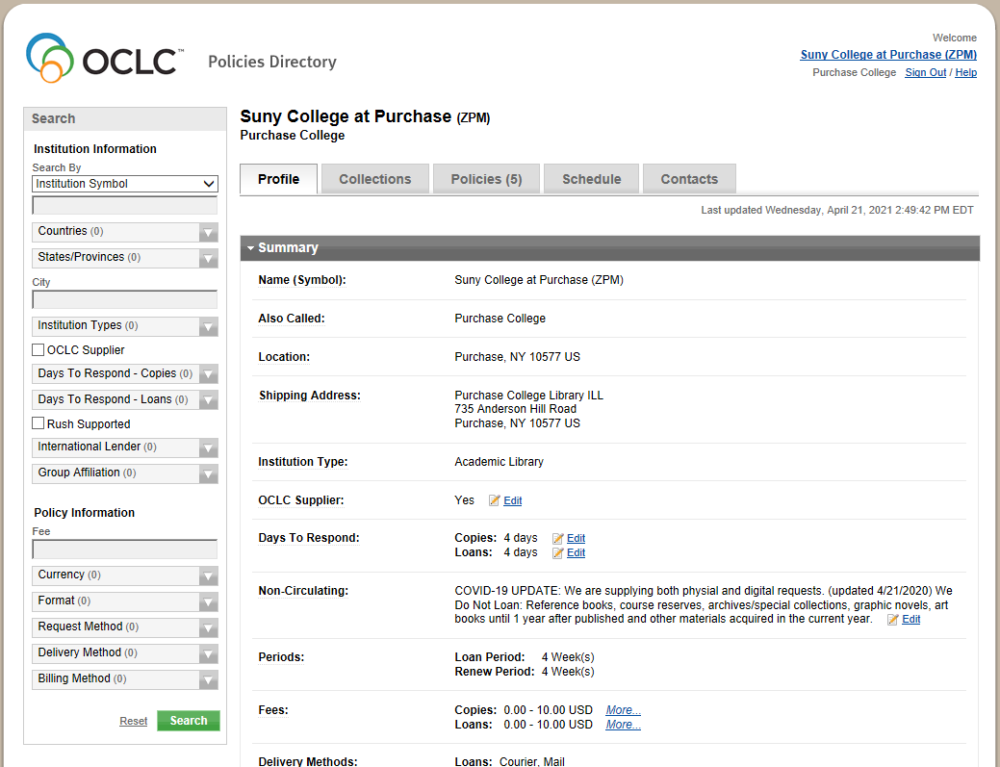 OCLC™ Policies Directory
Welcome
Suny College at Purchase (ZPM)
Purchase College Sign Out / Help
Search
Institution Information
Search By
Institution Symbol
Countries (0)
States/Provinces (0)
City
Institution Types (0)
OCLC Supplier
Days To Respond - Copies (0)
Days To Respond - Loans (0)
Rush Supported
International Lender (0)
Group Affiliation (0)
Policy Information
Fee
Currency (0)
Format (0)
Request Method (0)
Delivery Method (0)
Billing Method (0)
Reset Search
Suny College at Purchase (ZPM)
Purchase College
Profile Collections Policies (5) Schedule Contacts
Last updated Wednesday, April 21, 2021 2:49:42 PM EDT
Summary
Name (Symbol): Suny College at Purchase (ZPM)
Also Called: Purchase College
Location: Purchase, NY 10577 US
Shipping Address: Purchase College Library ILL
735 Anderson Hill Road
Purchase, NY 10577 US
Institution Type: Academic Library
OCLC Supplier: Yes Edit
Days To Respond: Copies: 4 days Edit
Loans: 4 days Edit
Non-Circulating: COVID-19 UPDATE: We are supplying both physial and digital requests. (updated 4/21/2020) We
Do Not Loan: Reference books, course reserves, archives/special collections, graphic novels, art
books until 1 year after published and other materials acquired in the current year. Edit
Periods: Loan Period: 4 Week(s)
Renew Period: 4 Week(s)
Fees: Copies: 0.00 - 10.00 USD More...
Loans: 0.00 - 10.00 USD More...
Delivery Methods: Loans: Courier, Mail